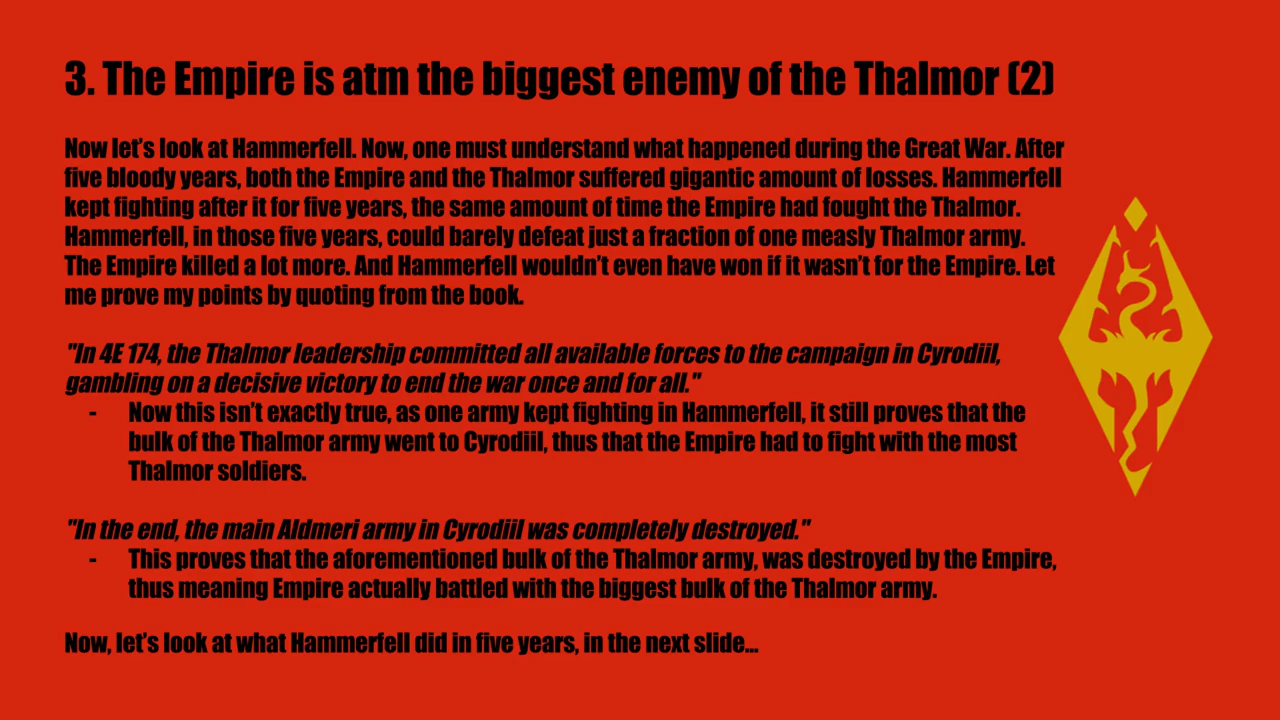 3. The Empire is atm the biggest enemy of the Thalmor (2)
Now let's look at Hammerfell. Now, one must understand what happened during the Great War. After
five bloody years, both the Empire and the Thalmor suffered gigantic amount of losses. Hammerfell
kept fighting after it for five years, the same amount of time the Empire had fought the Thalmor.
Hammerfell, in those five years, could barely defeat just a fraction of one measly Thalmor army.
The Empire killed a lot more. And Hammerfell wouldn't even have won if it wasn't for the Empire. Let
me prove my points by quoting from the book.
"In 4E 174, the Thalmor leadership committed all available forces to the campaign in Cyrodiil,
gambling on a decisive victory to end the war once and for all."
- Now this isn't exactly true, as one army kept fighting in Hammerfell, it still proves that the
bulk of the Thalmor army went to Cyrodiil, thus that the Empire had to fight with the most
Thalmor soldiers.
"In the end, the main Aldmeri army in Cyrodiil was completely destroyed."
- This proves that the aforementioned bulk of the Thalmor army, was destroyed by the Empire,
thus meaning Empire actually battled with the biggest bulk of the Thalmor army.
Now, let's look at what Hammerfell did in five years, in the next slide...